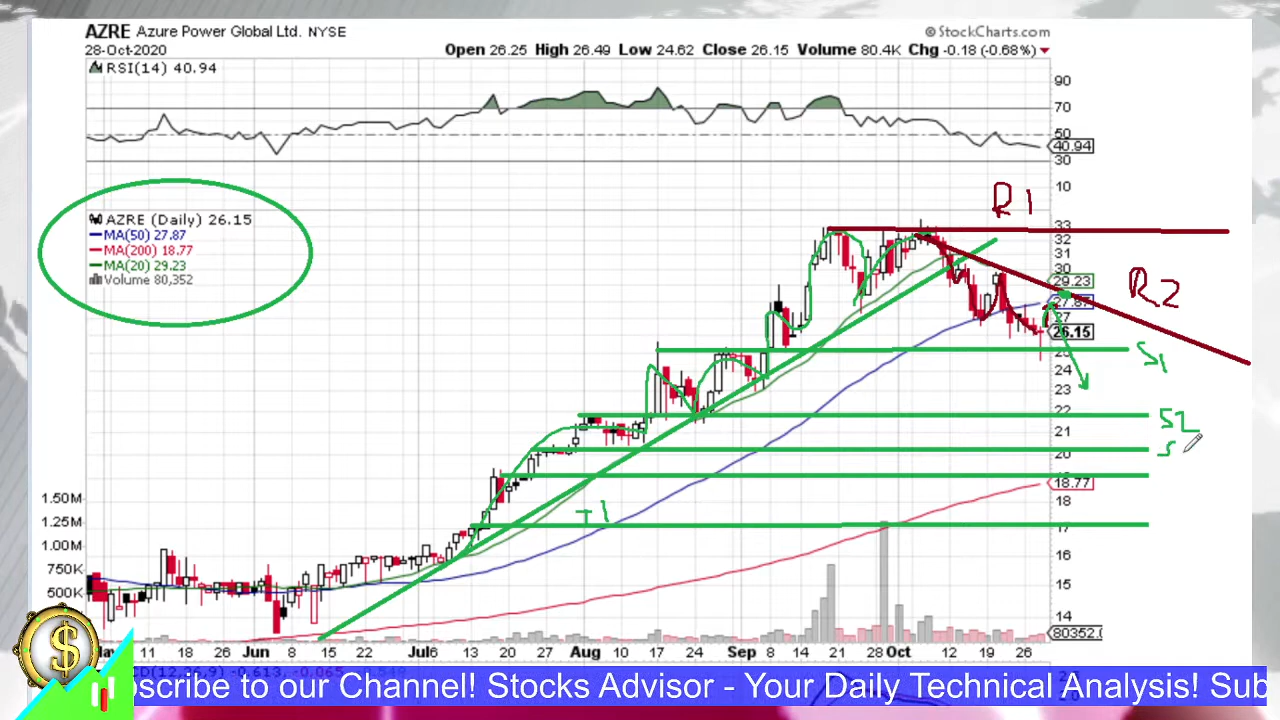 AZRE Azure Power Global Ltd. NYSE
© StockCharts.com
28-Oct-2020
Open 26.25 High 26.49 Low 24.62 Close 26.15 Volume 80.4K Chg -0.18 (-0.68%)
RSI(14) 40.94
90
70
50
40.94
30
10
R1
AZRE (Daily) 26.15
MA(50) 27.87
MA(200) 18.77
MA(20) 29.23
Volume 80,352
33
32
31
30
29.23
R2
27.87
27
26.15
25
S1
24
23
22
S2
21
20
S
18.77
18
T1
17
16
15
14
80352.0
1.50M
1.25M
1.00M
750K
500K
11 18 26 Jun 8 15 22 Jul6 13 20 27 Aug 10 17 24 Sep 8 14 21 28 Oct 12 19 26
bscribe to our Channel! Stocks Advisor - Your Daily Technical Analysis! Sub